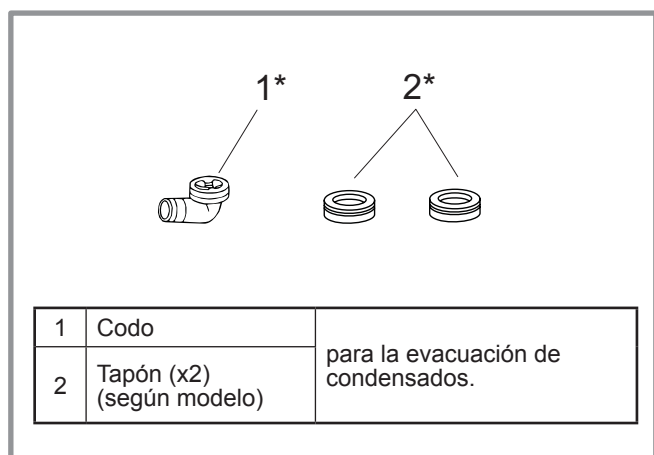 1*
2*
1 Codo
para la evacuación de
condensados.
2 Tapón (x2)
(según modelo)